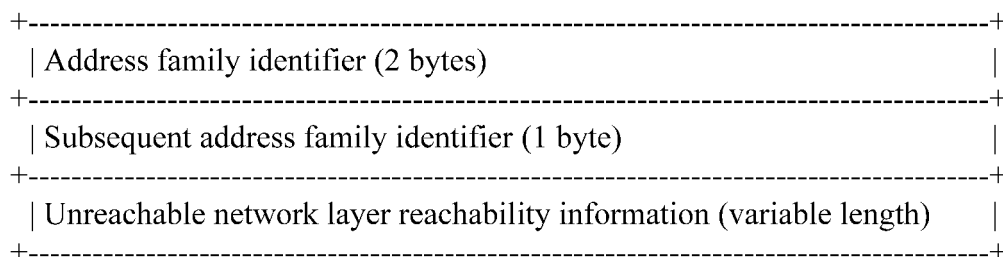 +-----------------------------------------------------------------+
| Address family identifier (2 bytes) |
+-----------------------------------------------------------------+
| Subsequent address family identifier (1 byte) |
+-----------------------------------------------------------------+
| Unreachable network layer reachability information (variable length) |
+-----------------------------------------------------------------+